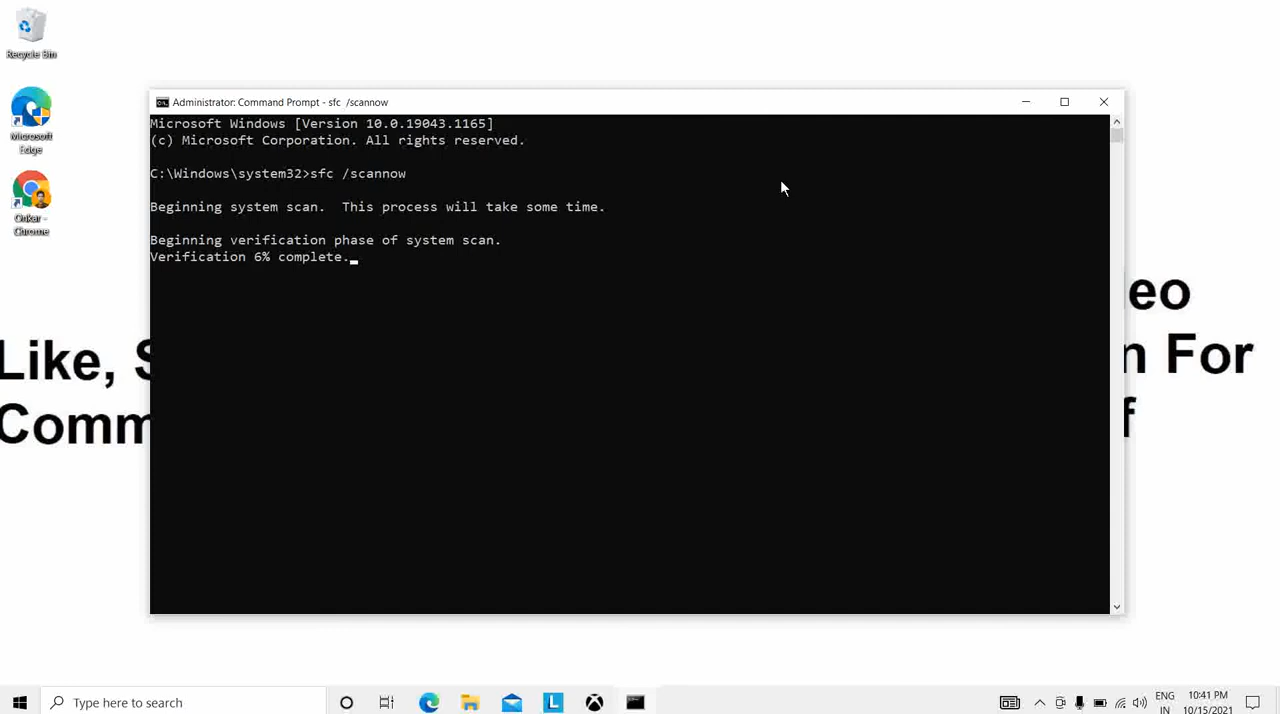 Recycle Bin
Microsoft
Edge
Onkar -
Chrome
Administrator: Command Prompt - sfc  /scannow
Microsoft Windows [Version 10.0.19043.1165]
(c) Microsoft Corporation. All rights reserved.
C:\Windows\system32>sfc /scannow
Beginning system scan.  This process will take some time.
Beginning verification phase of system scan.
Verification 6% complete.
Like, S
Comm
eo
n For
f
Type here to search
ENG
IN
10:41 PM
10/15/2021